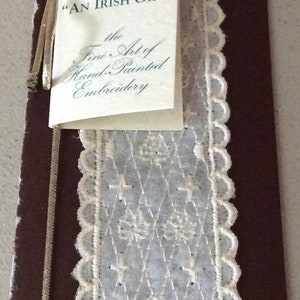 "AN IRISH
the
Fine Art of
Hand-Painted
Embroidery